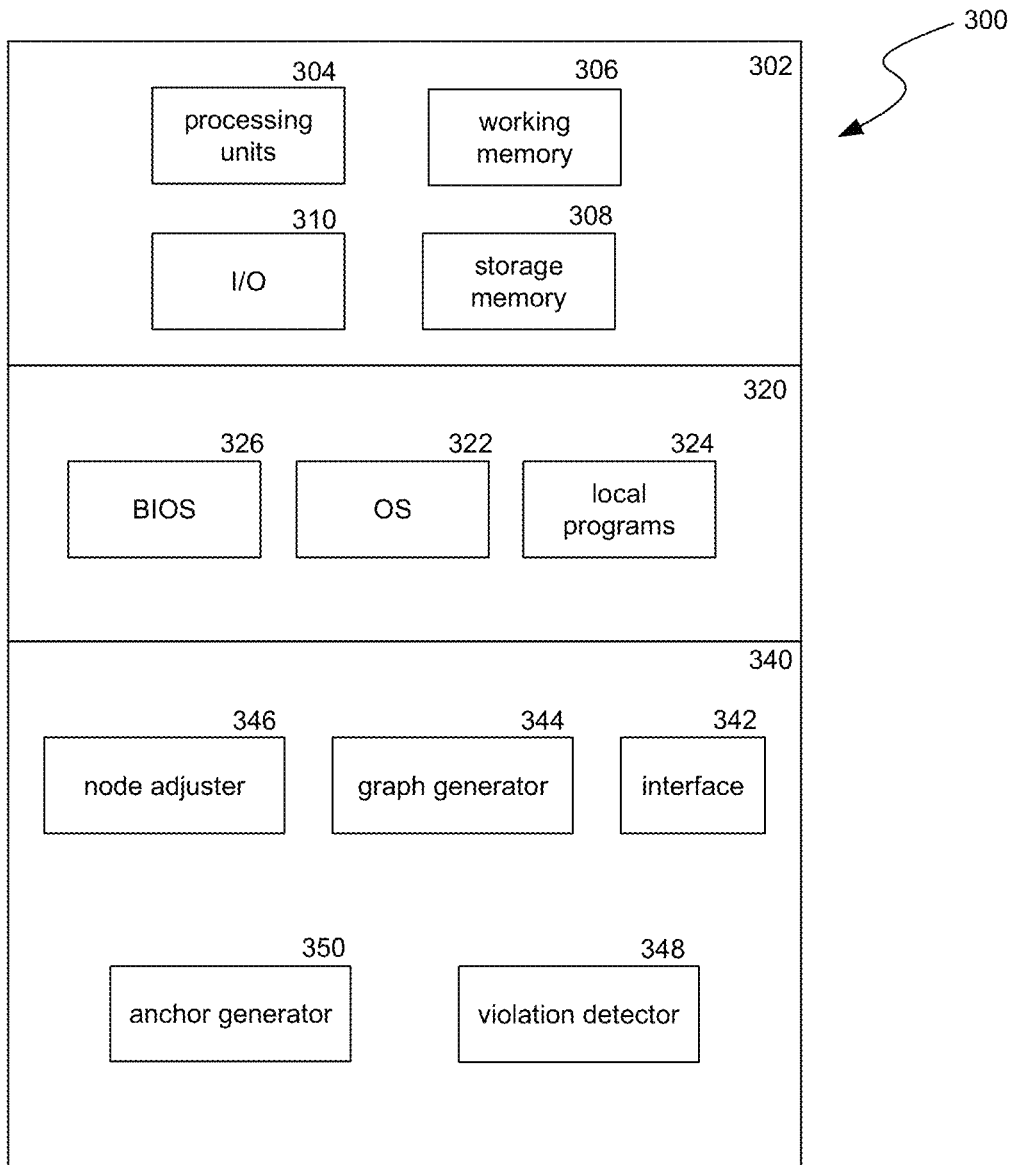 300
302
304
306
processing
units
working
memory
310
308
I/O
storage
memory
320
326
322
324
BIOS
OS
local
programs
340
346
344
342
node adjuster
graph generator
interface
350
348
anchor generator
violation detector